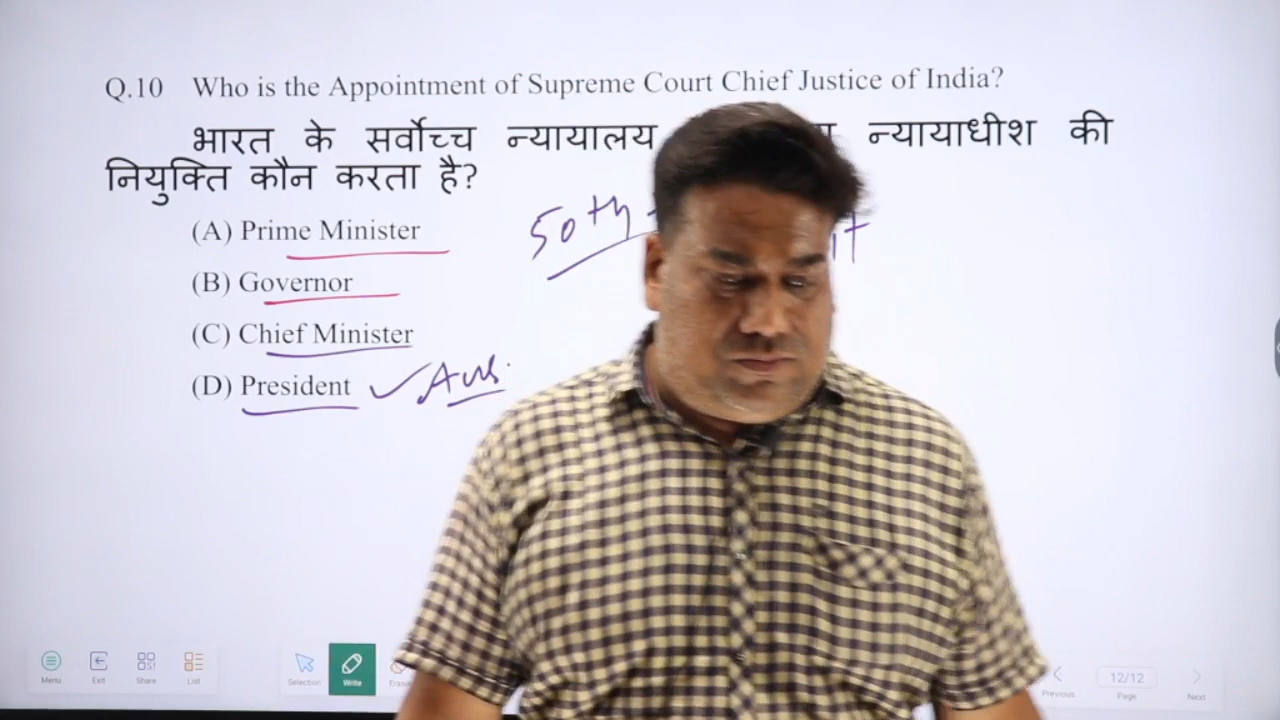 Q.10 Who is the Appointment of Supreme Court Chief Justice of India?
भारत के सर्वोच्च न्यायालय न्यायाधीश की
नियुक्ति कौन करता है?
(A) Prime Minister
50th
(B) Governor
(C) Chief Minister
(D) President ✓ Ans.
Menu Exit Share List Selection Write Previous 12/12 Page Next